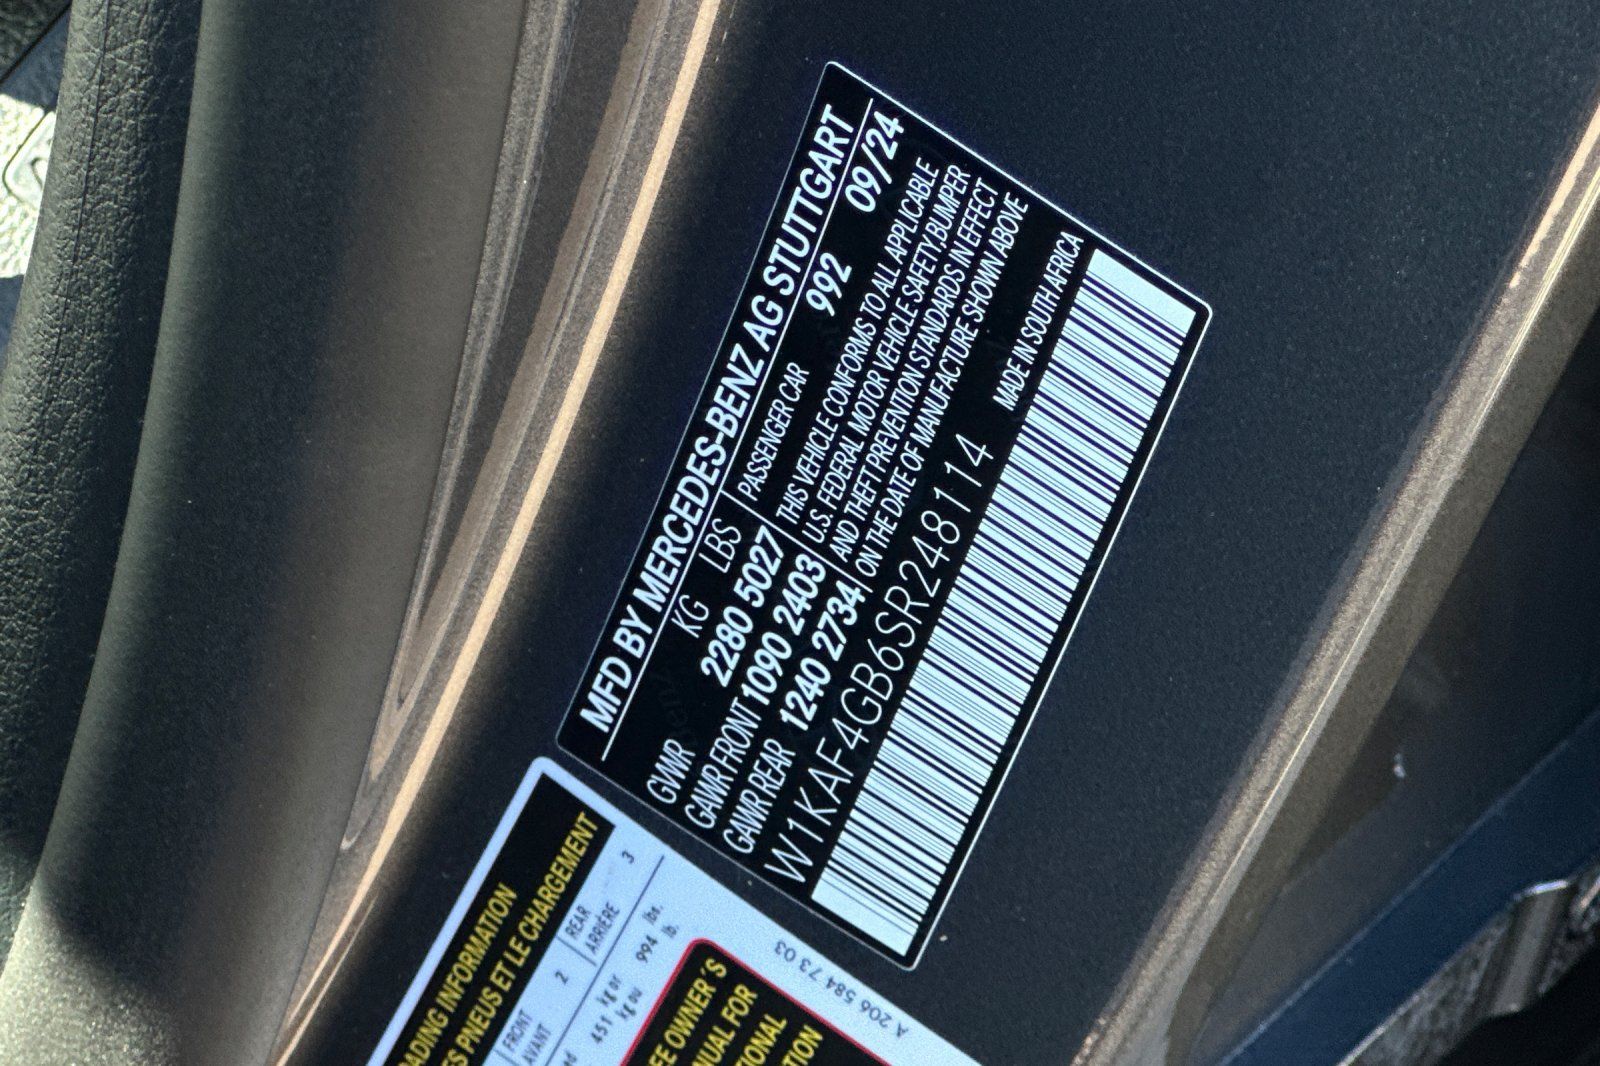 MFD BY MERCEDES-BENZ AG STUTTGART
KG LBS PASSENGER CAR 992 09/24
GVWR 2280 5027
GAWR FRONT 1090 2403
GAWR REAR 1240 2734
THIS VEHICLE CONFORMS TO ALL APPLICABLE
U.S. FEDERAL MOTOR VEHICLE SAFETY, BUMPER
AND THEFT PREVENTION STANDARDS IN EFFECT
ON THE DATE OF MANUFACTURE SHOWN ABOVE
W1KAF4GB6SR248114 MADE IN SOUTH AFRICA
INFORMATION
PNEUS ET LE CHARGEMENT
FRONT 2 REAR 3
AVANT ARRIÈRE
451 kg or 994 lbs.
kg ou lb.
OWNER'S
FOR
A 206 584 73 03